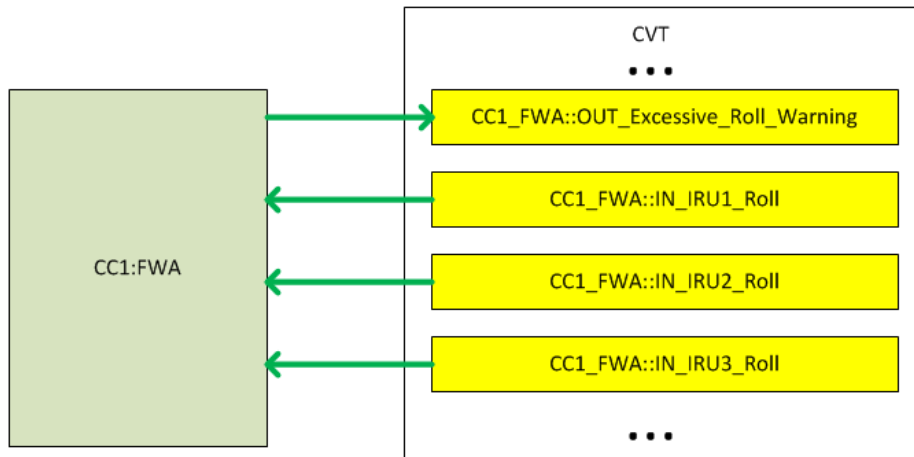 CVT
...
CC1_FWA::OUT_Excessive_Roll_Warning
CC1_FWA::IN_IRU1_Roll
CC1:FWA
CC1_FWA::IN_IRU2_Roll
CC1_FWA::IN_IRU3_Roll
...